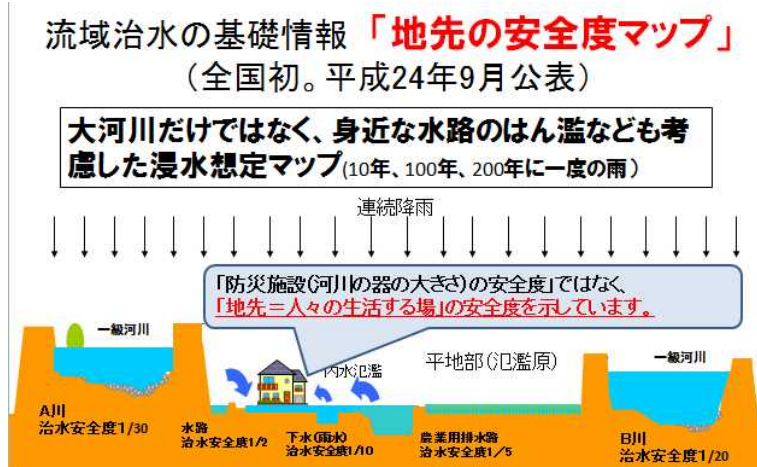 流域治水の基礎情報「地先の安全度マップ」
（全国初。平成24年9月公表）
大河川だけではなく、身近な水路のはん濫なども考
慮した浸水想定マップ(10年、100年、200年に一度の雨)
連続降雨
「防災施設(河川の器の大きさ)の安全度」ではなく、
「地先＝人々の生活する場」の安全度を示しています。
一級河川
内水氾濫
平地部(氾濫原)
一級河川
A川
治水安全度1/30
水路
治水安全度1/2
下水(雨水)
治水安全度1/10
農業用排水路
治水安全度1/5
B川
治水安全度1/20